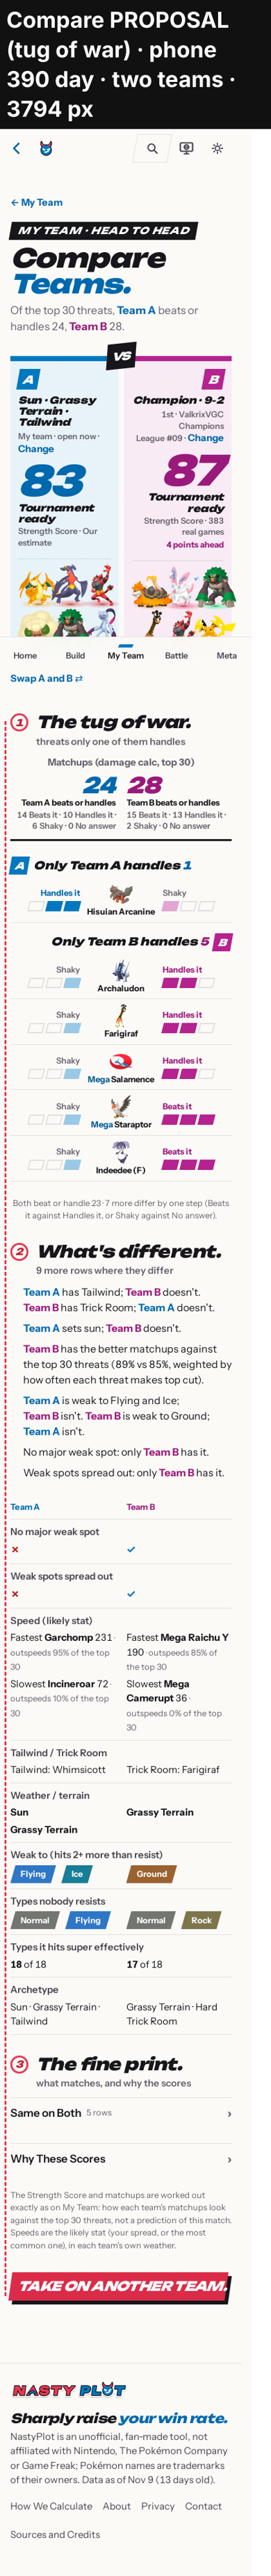 Compare PROPOSAL
(tug of war) · phone
390 day · two teams ·
3794 px
← My Team
MY TEAM · HEAD TO HEAD
Compare
Teams.
Of the top 30 threats, Team A beats or
handles 24, Team B 28.
VS
A
Sun · Grassy
Terrain ·
Tailwind
My team · open now ·
Change
83
Tournament
ready
Strength Score · Our
estimate
B
Champion · 9-2
1st · ValkrixVGC
Champions
League #09 · Change
87
Tournament
ready
Strength Score · 383
real games
4 points ahead
Home
Build
My Team
Battle
Meta
Swap A and B ⇄
1
The tug of war.
threats only one of them handles
Matchups (damage calc, top 30)
24
28
Team A beats or handles
Team B beats or handles
14 Beats it · 10 Handles it ·
6 Shaky · 0 No answer
15 Beats it · 13 Handles it ·
2 Shaky · 0 No answer
A
Only Team A handles 1
Handles it
Shaky
Hisuian Arcanine
Only Team B handles 5
B
Shaky
Handles it
Archaludon
Shaky
Handles it
Farigiraf
Shaky
Handles it
Mega Salamence
Shaky
Beats it
Mega Staraptor
Shaky
Beats it
Indeedee (F)
Both beat or handle 23 · 7 more differ by one step (Beats
it against Handles it, or Shaky against No answer).
2
What's different.
9 more rows where they differ
Team A has Tailwind; Team B doesn't.
Team B has Trick Room; Team A doesn't.
Team A sets sun; Team B doesn't.
Team B has the better matchups against
the top 30 threats (89% vs 85%, weighted by
how often each threat makes top cut).
Team A is weak to Flying and Ice;
Team B isn't. Team B is weak to Ground;
Team A isn't.
No major weak spot: only Team B has it.
Weak spots spread out: only Team B has it.
Team A
Team B
No major weak spot
✕
✓
Weak spots spread out
✕
✓
Speed (likely stat)
Fastest Garchomp 231 ·
outspeeds 95% of the top
30
Slowest Incineroar 72 ·
outspeeds 10% of the top
30
Fastest Mega Raichu Y
190 · outspeeds 85% of
the top 30
Slowest Mega
Camerupt 36 ·
outspeeds 0% of the top
30
Tailwind / Trick Room
Tailwind: Whimsicott
Trick Room: Farigiraf
Weather / terrain
Sun
Grassy Terrain
Grassy Terrain
Weak to (hits 2+ more than resist)
Flying
Ice
Ground
Types nobody resists
Normal
Flying
Normal
Rock
Types it hits super effectively
18 of 18
17 of 18
Archetype
Sun · Grassy Terrain ·
Tailwind
Grassy Terrain · Hard
Trick Room
3
The fine print.
what matches, and why the scores
Same on Both 5 rows
›
Why These Scores
›
The Strength Score and matchups are worked out
exactly as on My Team: how each team's matchups look
against the top 30 threats, not a prediction of this match.
Speeds are the likely stat (your spread, or the most
common one), in each team's own weather.
TAKE ON ANOTHER TEAM.
NASTY PLOT
Sharply raise your win rate.
NastyPlot is an unofficial, fan-made tool, not
affiliated with Nintendo, The Pokémon Company
or Game Freak; Pokémon names are trademarks
of their owners. Data as of Nov 9 (13 days old).
How We Calculate
About
Privacy
Contact
Sources and Credits